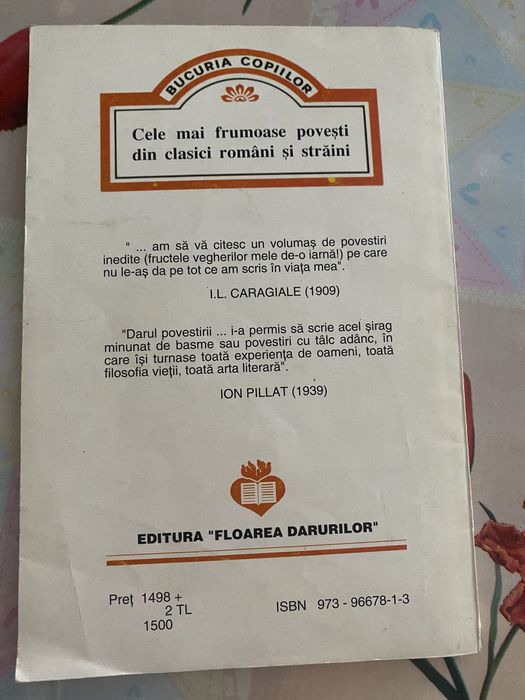 BUCURIA COPIILOR
Cele mai frumoase povești
din clasici români și străini
" ... am să vă citesc un volumaș de povestiri
inedite (fructele vegherilor mele de-o iarnă!) pe care
nu le-aș da pe tot ce am scris în viața mea".
I.L. CARAGIALE (1909)
"Darul povestirii ... i-a permis să scrie acel șirag
minunat de basme sau povestiri cu tâlc adânc, în
care își turnase toată experiența de oameni, toată
filosofia vieții, toată arta literară".
ION PILLAT (1939)
EDITURA "FLOAREA DARURILOR"
Preț 1498 +
2 TL
1500
ISBN 973 - 96678-1-3